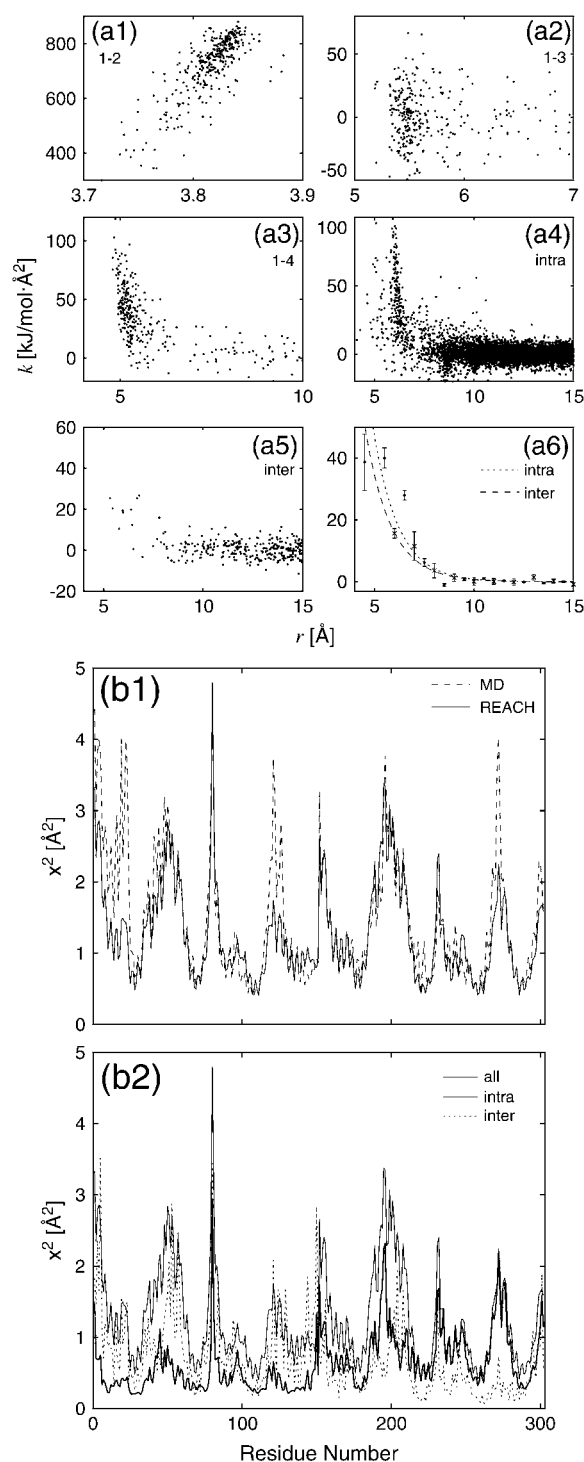 (a1)
1-2
800
600
400
3.7
3.8
3.9
(a2)
1-3
50
0
-50
5
6
7
k [kJ/mol·Å²]
(a3)
1-4
100
50
0
5
10
(a4)
intra
100
50
0
5
10
15
(a5)
inter
60
40
20
0
-20
5
10
15
(a6)
intra
inter
40
20
0
5
10
15
r [Å]
(b1)
MD
REACH
5
4
3
2
1
0
x² [Å²]
(b2)
all
intra
inter
5
4
3
2
1
0
x² [Å²]
0
100
200
300
Residue Number